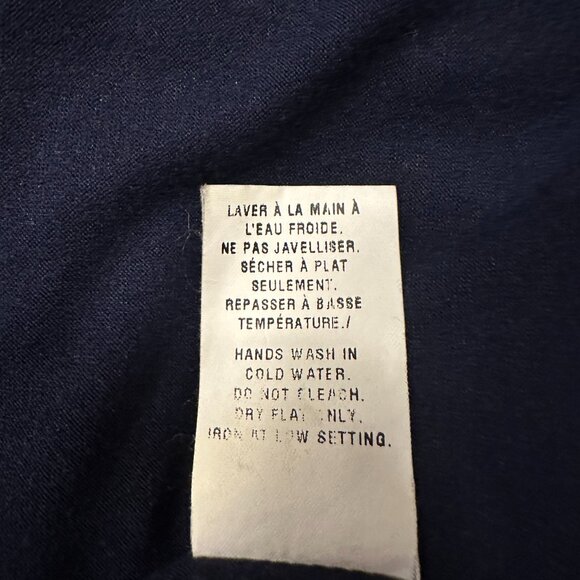 LAVER À LA MAIN À
L'EAU FROIDE.
NE PAS JAVELLISER.
SÉCHER À PLAT
SEULEMENT.
REPASSER À BASSE
TEMPÉRATURE./
HANDS WASH IN
COLD WATER.
DO NOT BLEACH.
DRY FLAT ONLY.
IRON AT LOW SETTING.